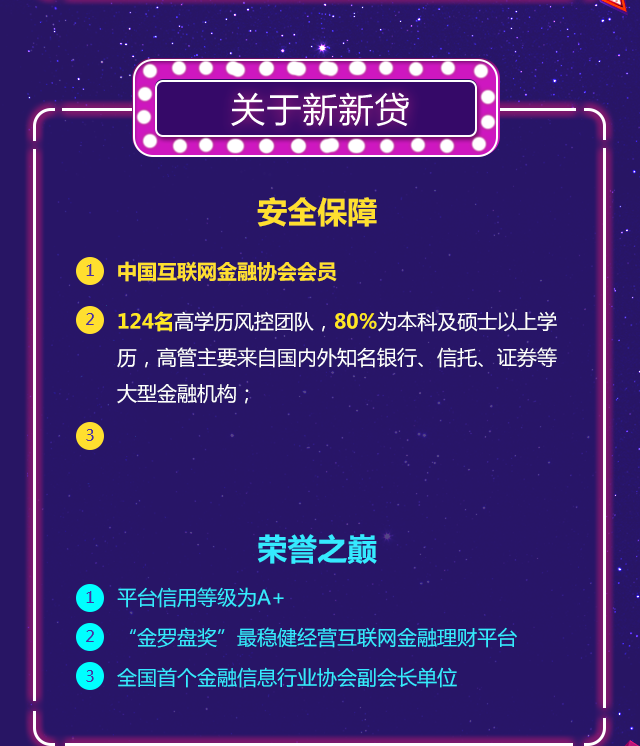 关于新新贷
安全保障
1 中国互联网金融协会会员
2 124名高学历风控团队，80%为本科及硕士以上学
历，高管主要来自国内外知名银行、信托、证券等
大型金融机构；
3
荣誉之巅
1 平台信用等级为A+
2 “金罗盘奖”最稳健经营互联网金融理财平台
3 全国首个金融信息行业协会副会长单位